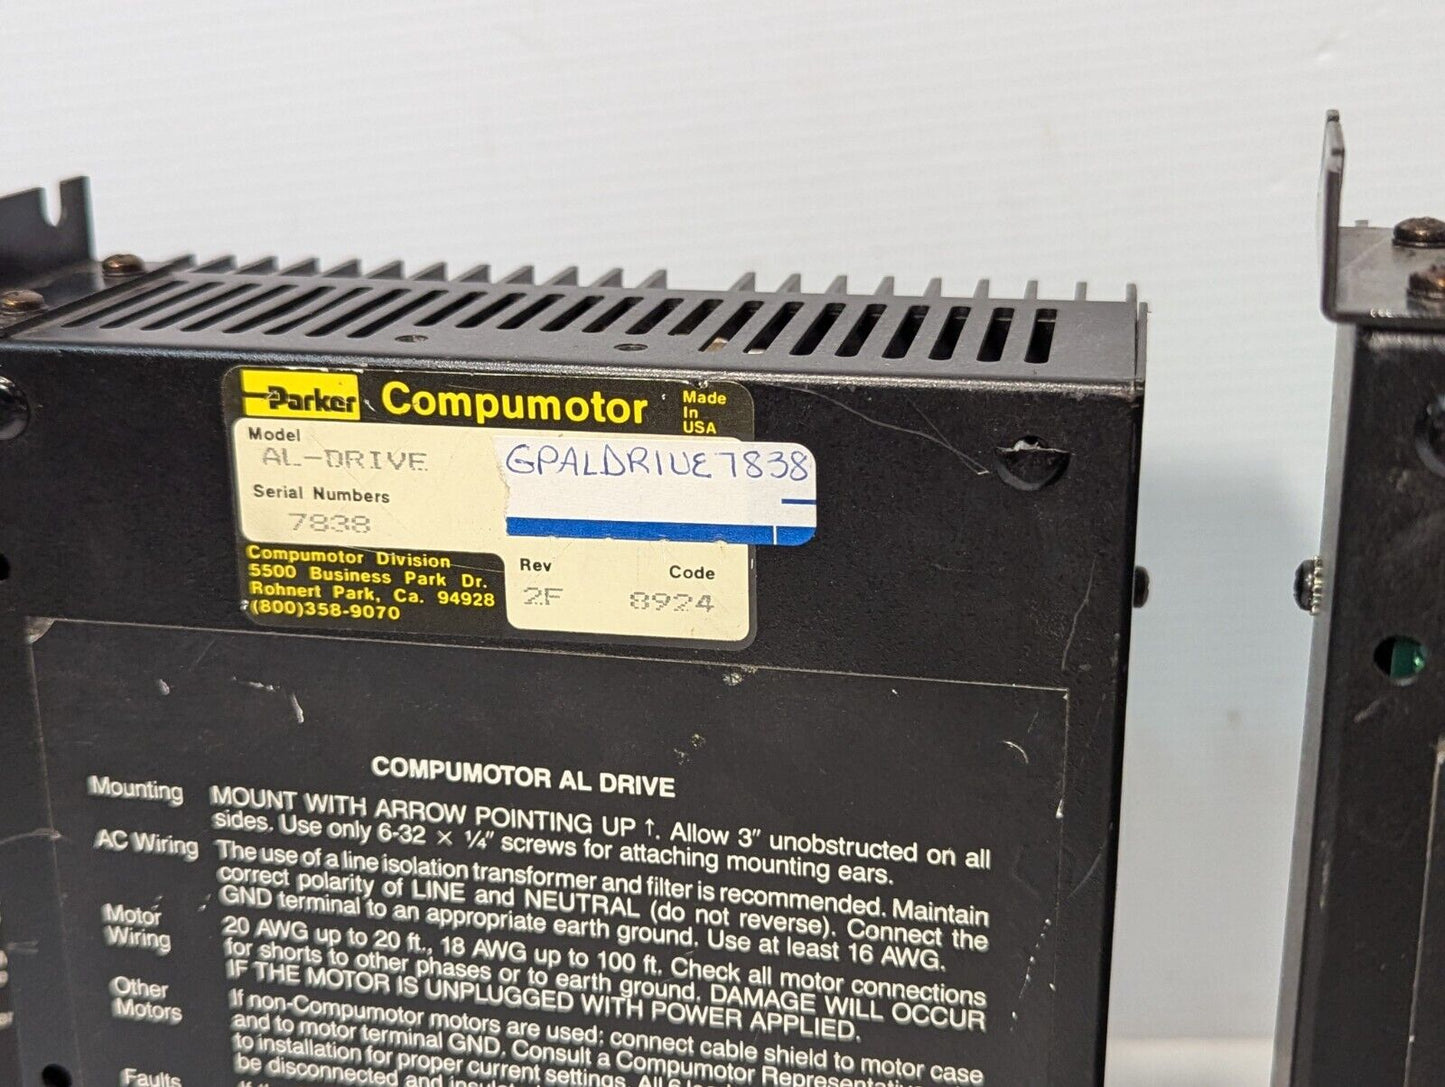 Parker Compumotor Made In USA
Model
AL-DRIVE
GPALDRIVE7838
Serial Numbers
7838
Compumotor Division
5500 Business Park Dr.
Rohnert Park, Ca. 94928
(800)358-9070
Rev Code
2F 8924
COMPUMOTOR AL DRIVE
Mounting MOUNT WITH ARROW POINTING UP ↑. Allow 3" unobstructed on all
sides. Use only 6-32 × 1/4" screws for attaching mounting ears.
AC Wiring The use of a line isolation transformer and filter is recommended. Maintain
correct polarity of LINE and NEUTRAL (do not reverse). Connect the
GND terminal to an appropriate earth ground. Use at least 16 AWG.
Motor Wiring 20 AWG up to 20 ft., 18 AWG up to 100 ft. Check all motor connections
for shorts to other phases or to earth ground. DAMAGE WILL OCCUR
IF THE MOTOR IS UNPLUGGED WITH POWER APPLIED.
Other Motors If non-Compumotor motors are used: connect cable shield to motor case
and to motor terminal GND. Consult a Compumotor Representative
to installation for proper current settings. All 6
be disconnected and
Faults